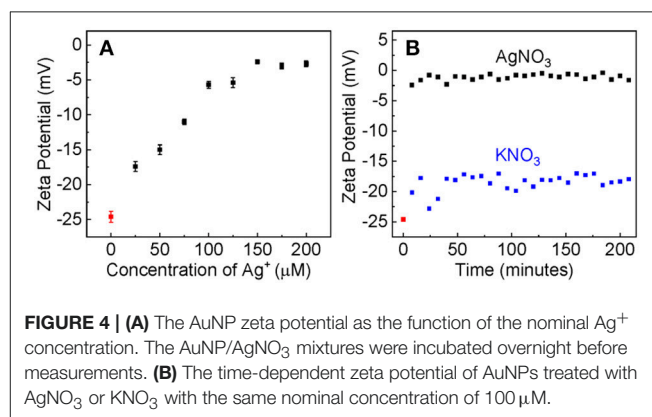 A
B
0
-5
-10
-15
-20
-25
Zeta Potential (mV)
0 50 100 150 200
Concentration of Ag⁺ (μM)
5
0
-5
-10
-15
-20
-25
Zeta Potential (mV)
AgNO₃
KNO₃
0 50 100 150 200
Time (minutes)
FIGURE 4 | (A) The AuNP zeta potential as the function of the nominal Ag⁺
concentration. The AuNP/AgNO₃ mixtures were incubated overnight before
measurements. (B) The time-dependent zeta potential of AuNPs treated with
AgNO₃ or KNO₃ with the same nominal concentration of 100 μM.